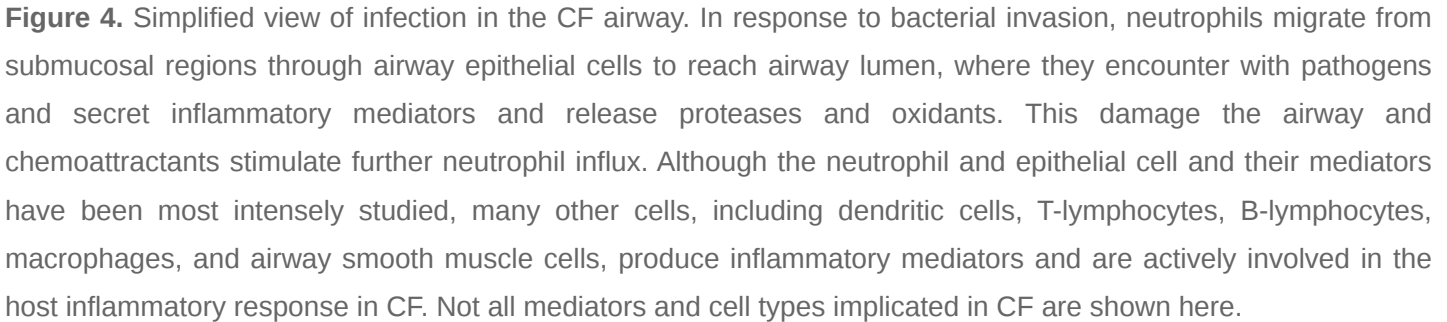 Figure 4. Simplified view of infection in the CF airway. In response to bacterial invasion, neutrophils migrate from
submucosal regions through airway epithelial cells to reach airway lumen, where they encounter with pathogens
and secret inflammatory mediators and release proteases and oxidants. This damage the airway and
chemoattractants stimulate further neutrophil influx. Although the neutrophil and epithelial cell and their mediators
have been most intensely studied, many other cells, including dendritic cells, T-lymphocytes, B-lymphocytes,
macrophages, and airway smooth muscle cells, produce inflammatory mediators and are actively involved in the
host inflammatory response in CF. Not all mediators and cell types implicated in CF are shown here.